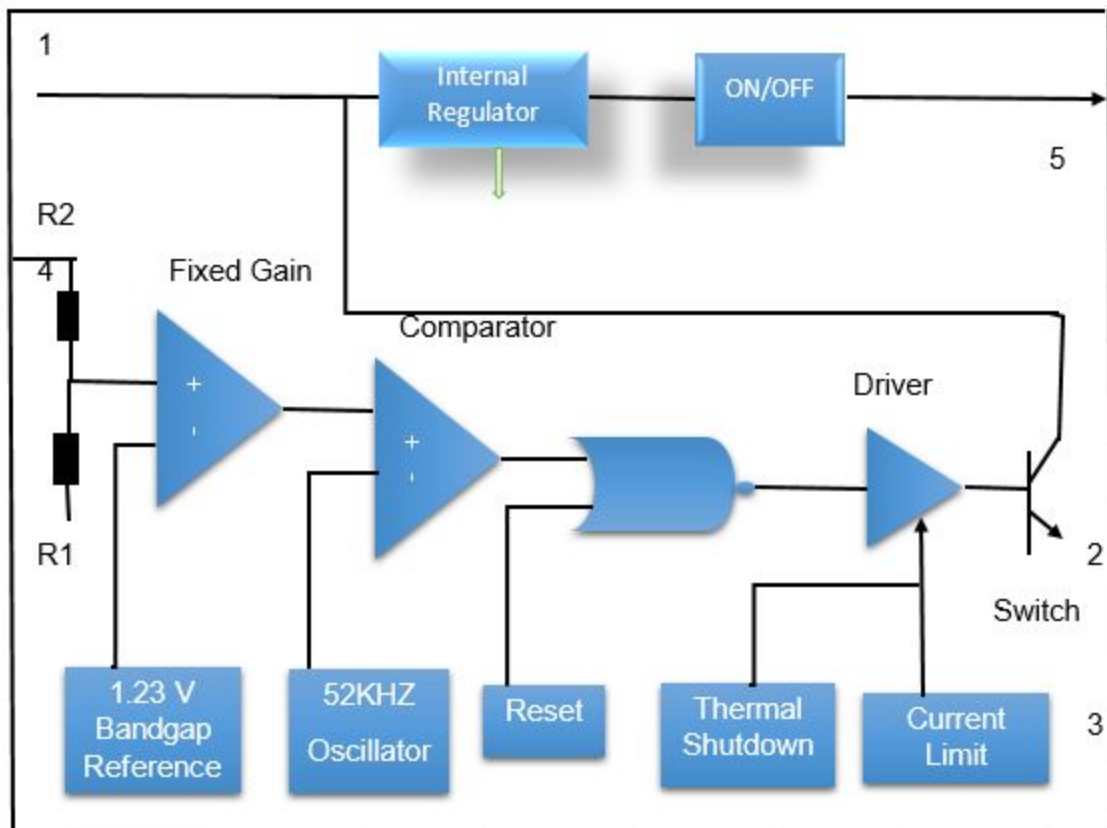 1
Internal
Regulator
ON/OFF
5
R2
4
Fixed Gain
Comparator
Driver
+
-
+
-
R1
2
Switch
1.23 V
Bandgap
Reference
52KHZ
Oscillator
Reset
Thermal
Shutdown
Current
Limit
3